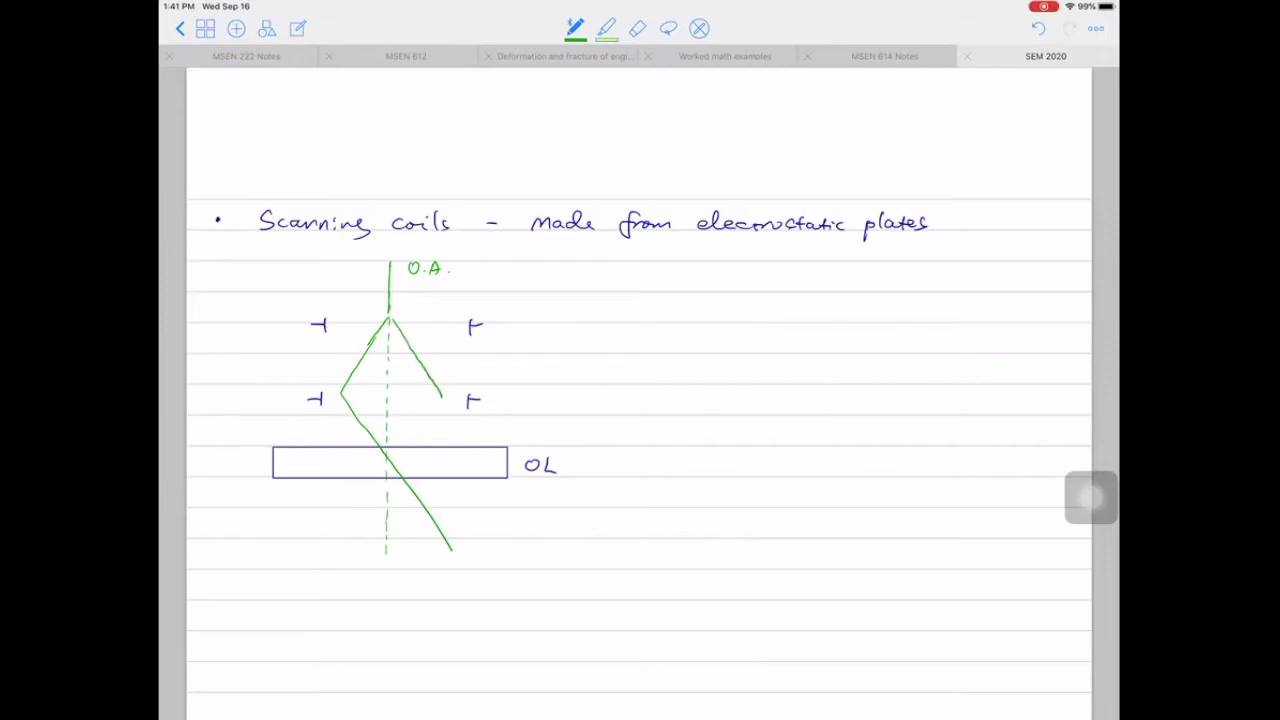 1:41 PM Wed Sep 16
99%
MSEN 222 Notes
MSEN 612
Deformation and fracture of engi...
Worked math examples
MSEN 614 Notes
SEM 2020
• Scanning coils - made from elecrostatic plates
O.A.
OL